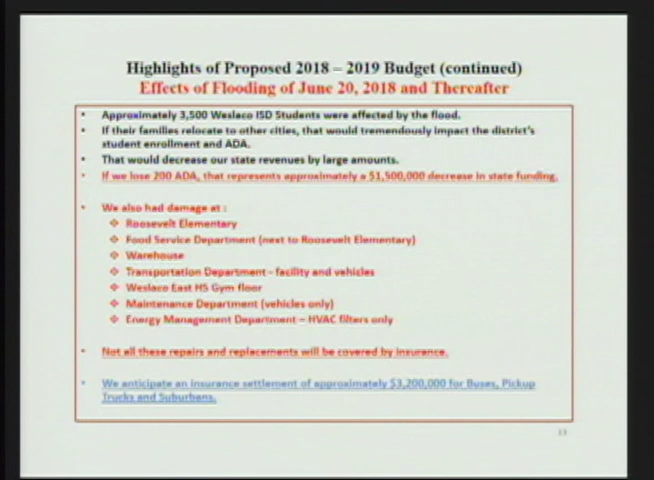 Highlights of Proposed 2018 – 2019 Budget (continued)
Effects of Flooding of June 20, 2018 and Thereafter
• Approximately 3,500 Weslaco ISD Students were affected by the flood.
• If their families relocate to other cities, that would tremendously impact the district's
student enrollment and ADA.
• That would decrease our state revenues by large amounts.
• If we lose 200 ADA, that represents approximately a $1,500,000 decrease in state funding.
• We also had damage at :
❖ Roosevelt Elementary
❖ Food Service Department (next to Roosevelt Elementary)
❖ Warehouse
❖ Transportation Department - facility and vehicles
❖ Weslaco East HS Gym floor
❖ Maintenance Department (vehicles only)
❖ Energy Management Department – HVAC filters only
• Not all these repairs and replacements will be covered by insurance.
• We anticipate an insurance settlement of approximately $3,200,000 for Buses, Pickup
Trucks and Suburbans.